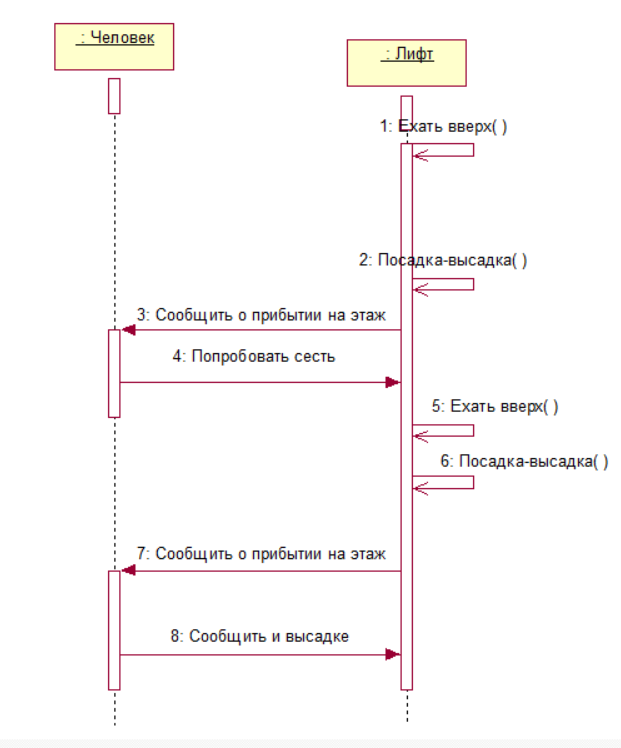 : Человек
: Лифт
1: Ехать вверх( )
2: Посадка-высадка( )
3: Сообщить о прибытии на этаж
4: Попробовать сесть
5: Ехать вверх( )
6: Посадка-высадка( )
7: Сообщить о прибытии на этаж
8: Сообщить и высадке